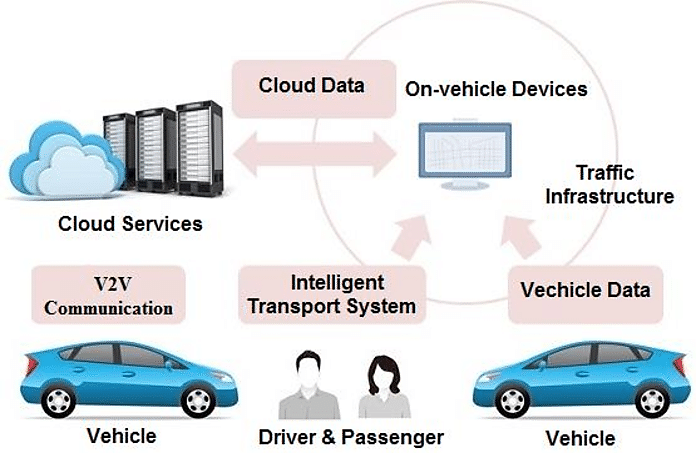 Cloud Data
On-vehicle Devices
Traffic
Infrastructure
Cloud Services
V2V
Communication
Intelligent
Transport System
Vechicle Data
Vehicle
Driver & Passenger
Vehicle